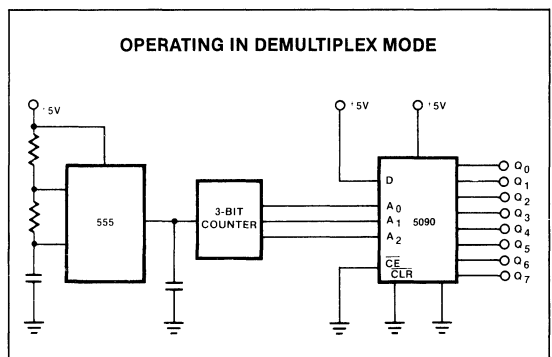 OPERATING IN DEMULTIPLEX MODE
+5V
+5V
+5V
555
3-BIT
COUNTER
D
A0
A1
A2
5090
CE
CLR
Q0
Q1
Q2
Q3
Q4
Q5
Q6
Q7